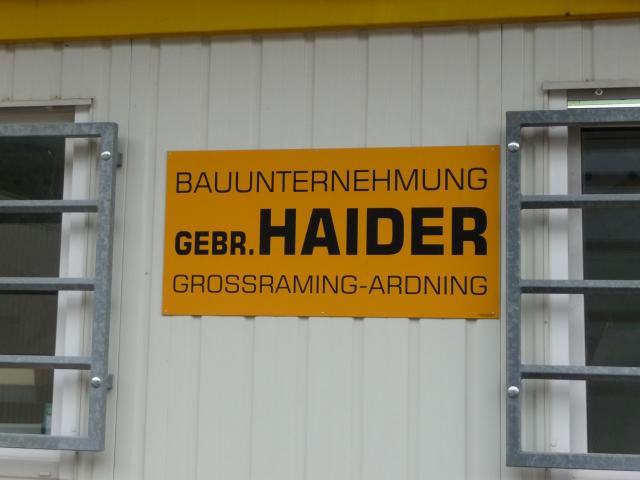 BAUUNTERNEHMUNG
GEBR. HAIDER
GROSSRAMING-ARDNING